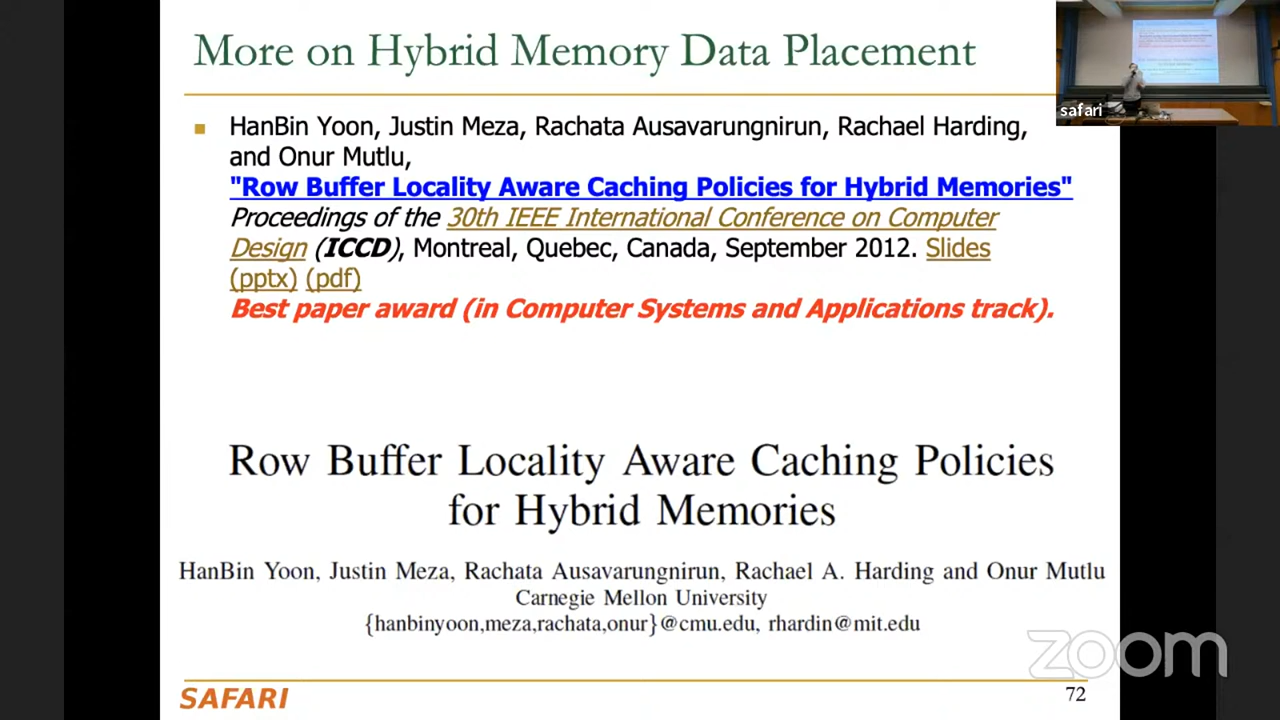 More on Hybrid Memory Data Placement
safari
HanBin Yoon, Justin Meza, Rachata Ausavarungnirun, Rachael Harding,
and Onur Mutlu,
"Row Buffer Locality Aware Caching Policies for Hybrid Memories"
Proceedings of the 30th IEEE International Conference on Computer
Design (ICCD), Montreal, Quebec, Canada, September 2012. Slides
(pptx) (pdf)
Best paper award (in Computer Systems and Applications track).
Row Buffer Locality Aware Caching Policies
for Hybrid Memories
HanBin Yoon, Justin Meza, Rachata Ausavarungnirun, Rachael A. Harding and Onur Mutlu
Carnegie Mellon University
{hanbinyoon,meza,rachata,onur}@cmu.edu, rhardin@mit.edu
zoom
SAFARI
72